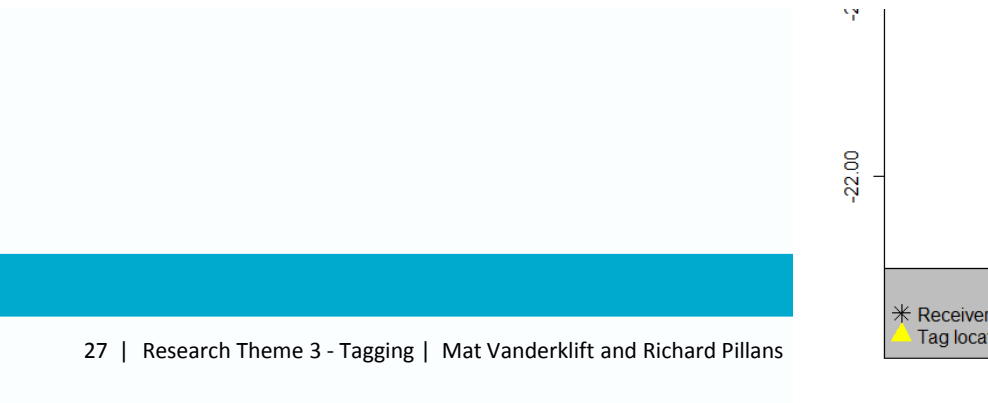 -22.00
Receiver
Tag loca
27 | Research Theme 3 - Tagging | Mat Vanderklift and Richard Pillans